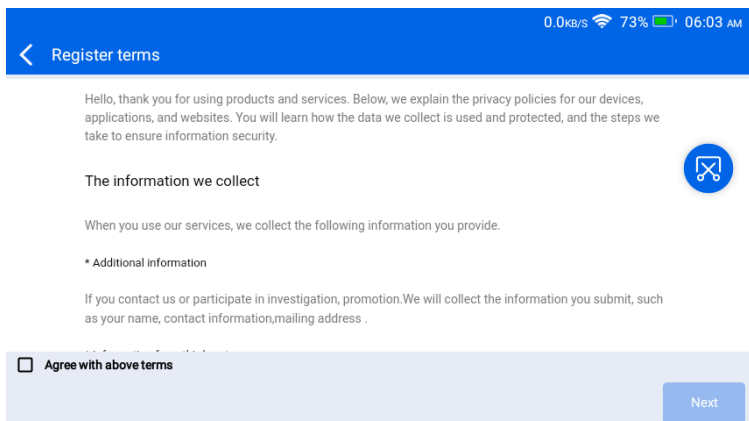 0.0KB/S 73% 06:03 AM
Register terms
Hello, thank you for using products and services. Below, we explain the privacy policies for our devices,
applications, and websites. You will learn how the data we collect is used and protected, and the steps we
take to ensure information security.
The information we collect
When you use our services, we collect the following information you provide.
* Additional information
If you contact us or participate in investigation, promotion.We will collect the information you submit, such
as your name, contact information,mailing address .
Agree with above terms
Next